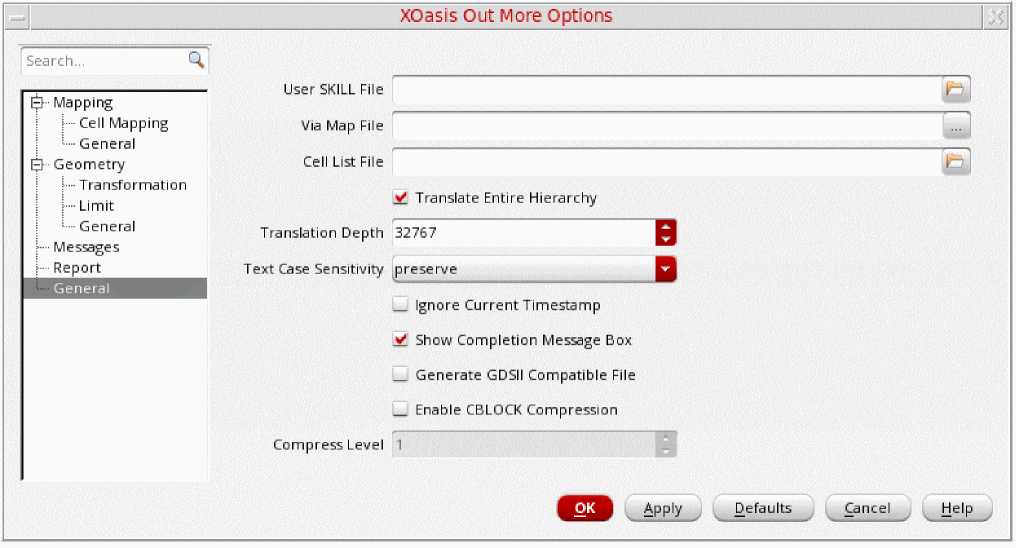 XOasis Out More Options
Search...
Mapping
Cell Mapping
General
Geometry
Transformation
Limit
General
Messages
Report
General
User SKILL File
Via Map File
...
Cell List File
Translate Entire Hierarchy
Translation Depth 32767
Text Case Sensitivity preserve
Ignore Current Timestamp
Show Completion Message Box
Generate GDSII Compatible File
Enable CBLOCK Compression
Compress Level 1
OK Apply Defaults Cancel Help